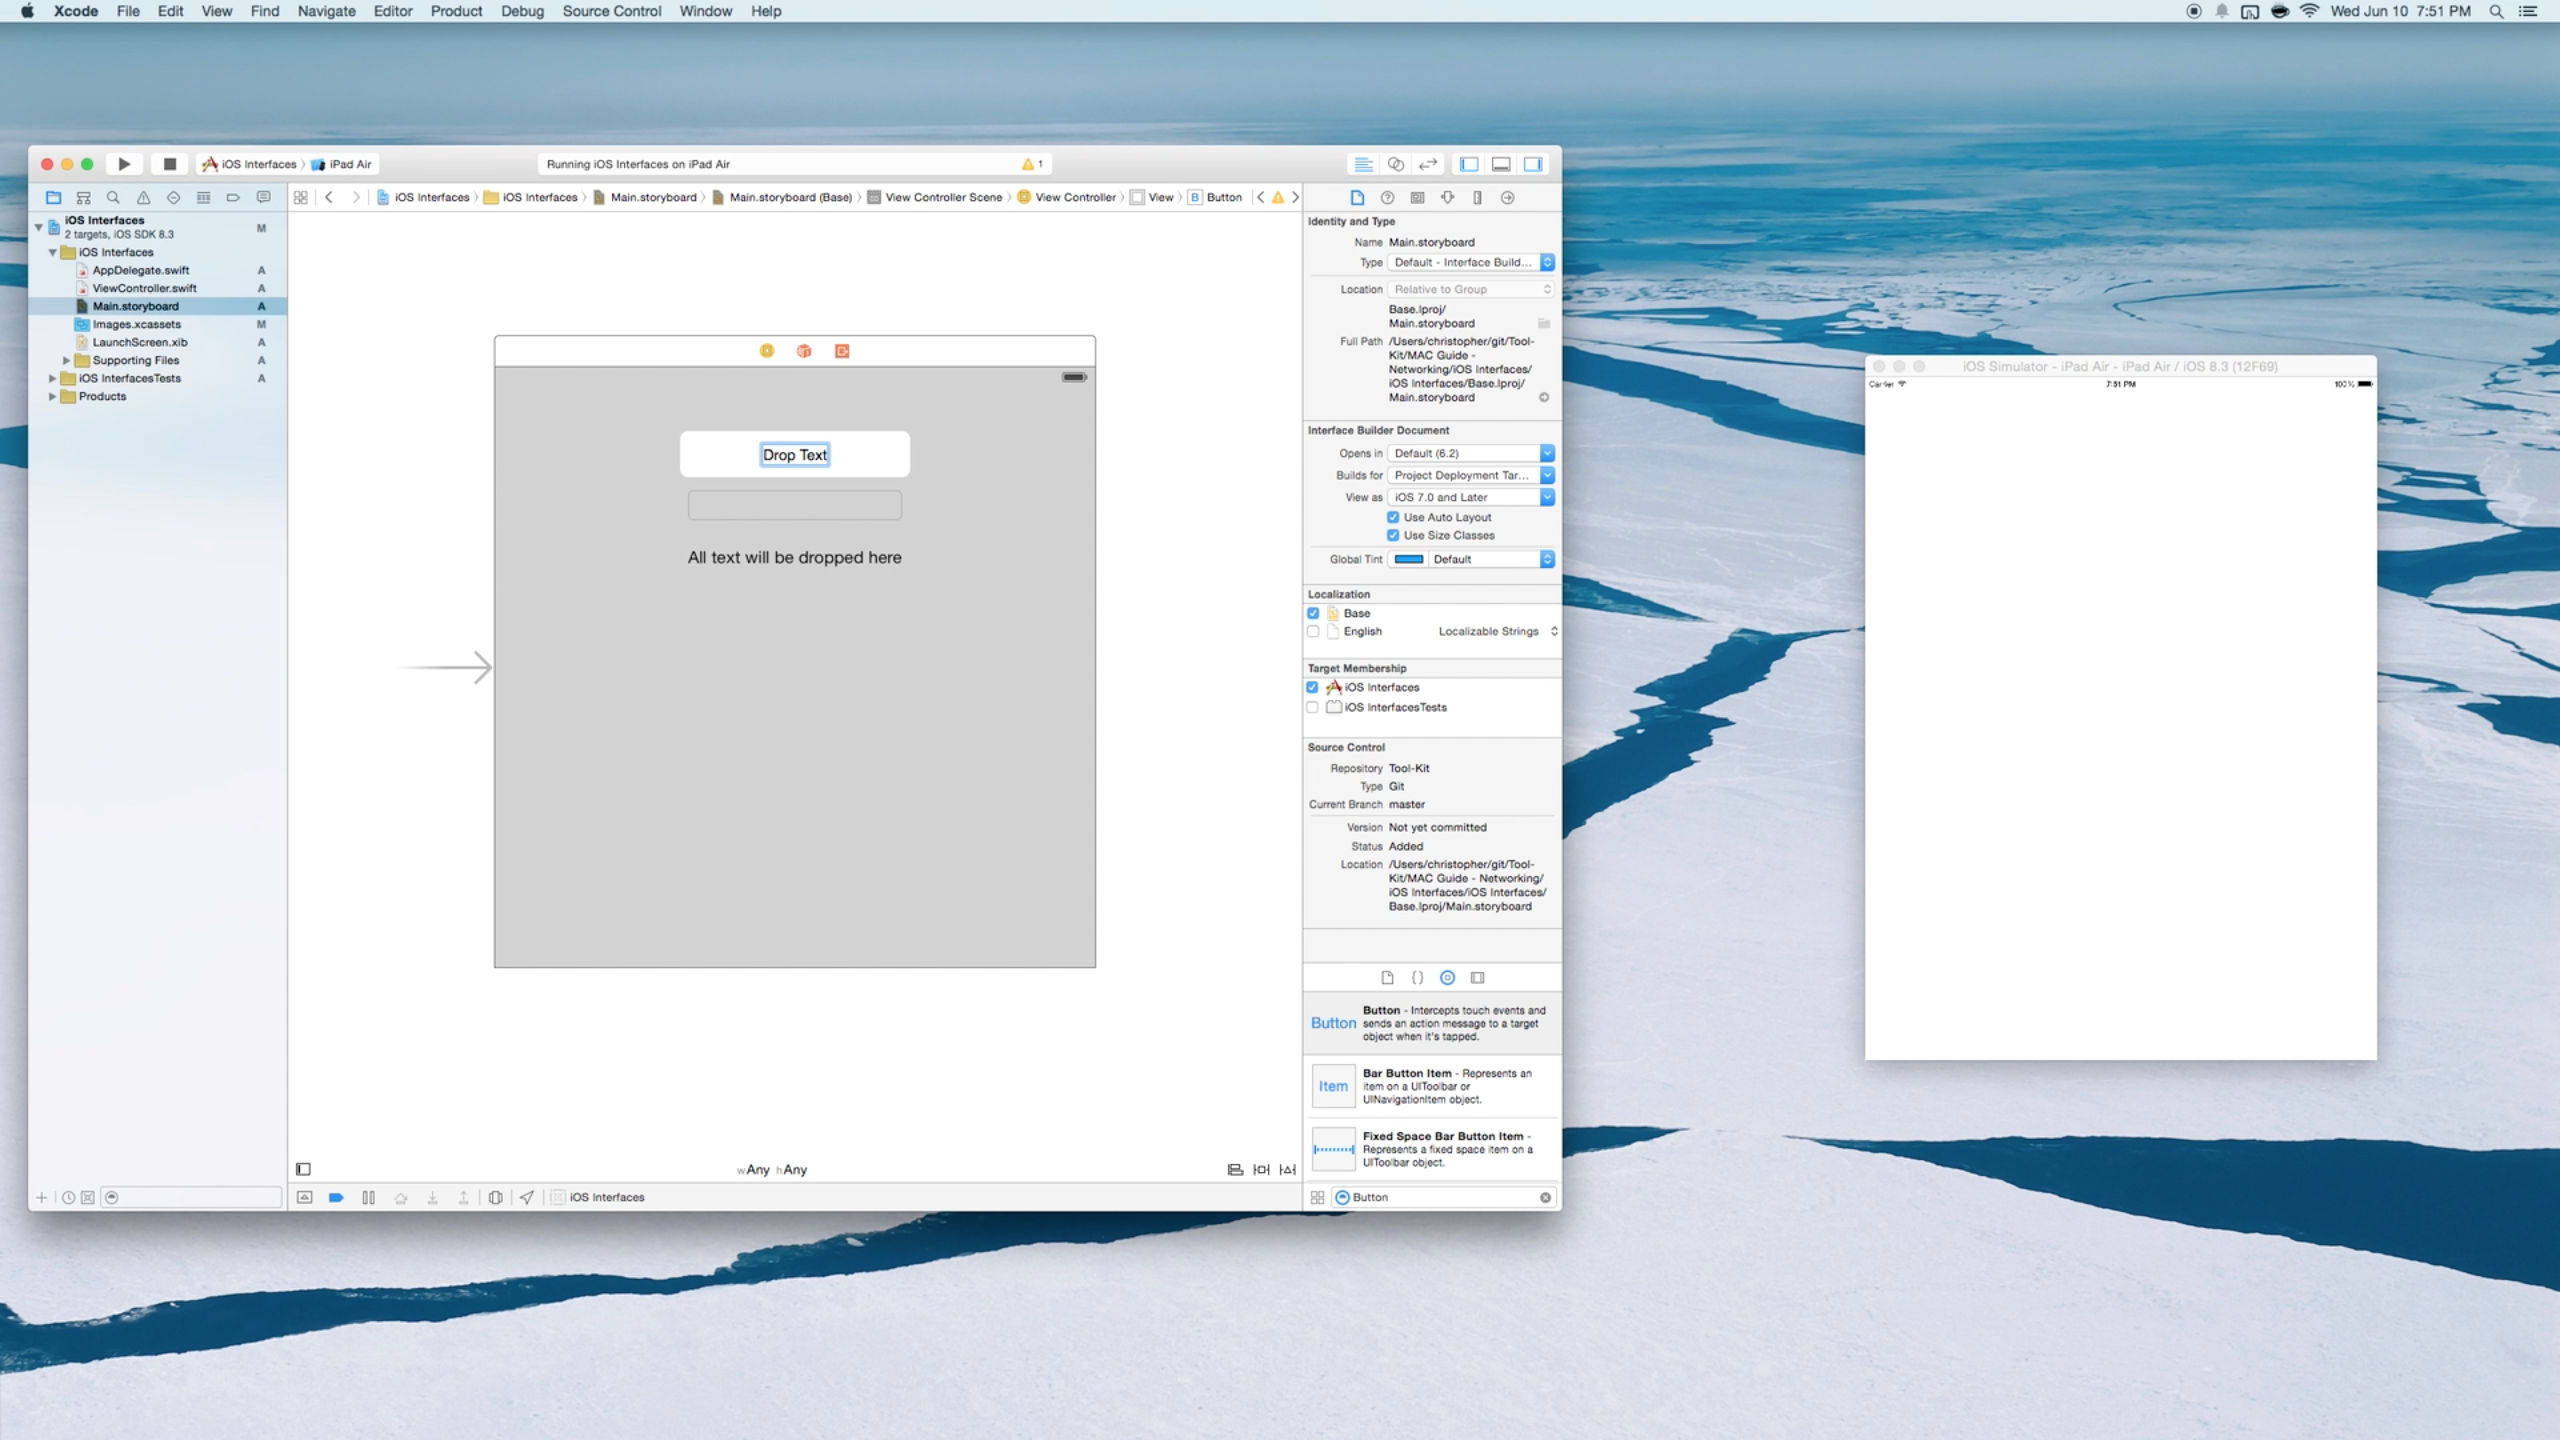 Xcode File Edit View Find Navigate Editor Product Debug Source Control Window Help
Wed Jun 10 7:51 PM
iOS Interfaces iPad Air
Running iOS Interfaces on iPad Air
1
iOS Interfaces
2 targets, iOS SDK 8.3
M
iOS Interfaces
AppDelegate.swift A
ViewController.swift A
Main.storyboard A
Images.xcassets M
LaunchScreen.xib A
Supporting Files A
iOS InterfacesTests A
Products
iOS Interfaces iOS Interfaces Main.storyboard Main.storyboard (Base) View Controller Scene View Controller View B Button
Drop Text
All text will be dropped here
wAny hAny
iOS Interfaces
Identity and Type
Name Main.storyboard
Type Default - Interface Build...
Location Relative to Group
Base.lproj/
Main.storyboard
Full Path /Users/christopher/git/Tool-
Kit/MAC Guide -
Networking/iOS Interfaces/
iOS Interfaces/Base.lproj/
Main.storyboard
Interface Builder Document
Opens in Default (6.2)
Builds for Project Deployment Tar...
View as iOS 7.0 and Later
Use Auto Layout
Use Size Classes
Global Tint Default
Localization
Base
English Localizable Strings
Target Membership
iOS Interfaces
iOS InterfacesTests
Source Control
Repository Tool-Kit
Type Git
Current Branch master
Version Not yet committed
Status Added
Location /Users/christopher/git/Tool-
Kit/MAC Guide - Networking/
iOS Interfaces/iOS Interfaces/
Base.lproj/Main.storyboard
{}
Button
Button - Intercepts touch events and
sends an action message to a target
object when it's tapped.
Item
Bar Button Item - Represents an
item on a UIToolbar or
UINavigationItem object.
Fixed Space Bar Button Item -
Represents a fixed space item on a
UIToolbar object.
Button
iOS Simulator - iPad Air - iPad Air / iOS 8.3 (12F69)
Carrier 7:51 PM 100%